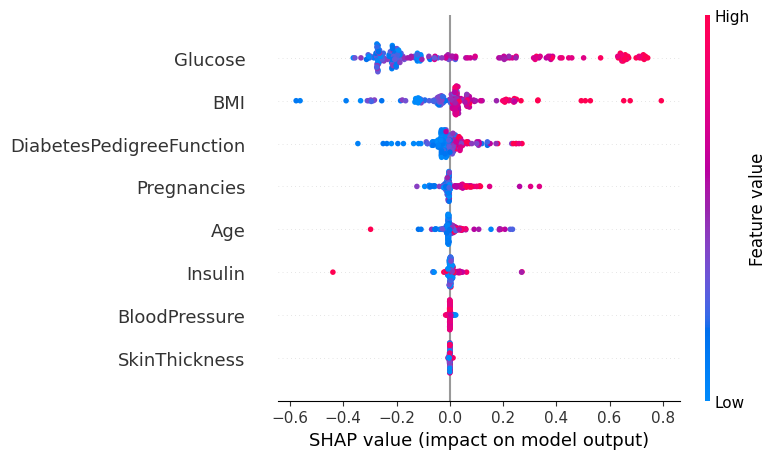 High
Glucose
BMI
DiabetesPedigreeFunction
Pregnancies
Age
Insulin
BloodPressure
SkinThickness
Feature value
Low
−0.6 −0.4 −0.2 0.0 0.2 0.4 0.6 0.8
SHAP value (impact on model output)